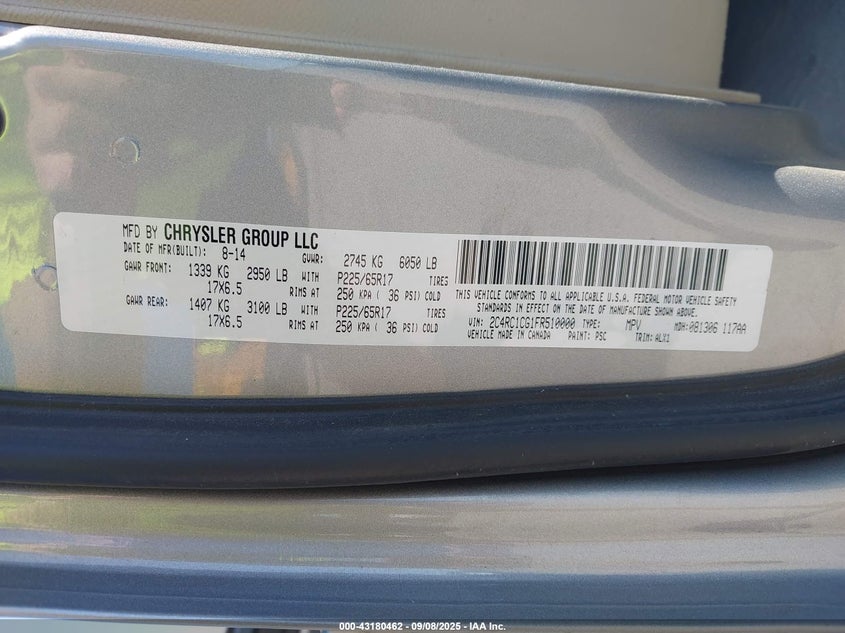 MFD BY CHRYSLER GROUP LLC
DATE OF MFR(BUILT): 8-14 GVWR: 2745 KG 6050 LB
GAWR FRONT: 1339 KG 2950 LB WITH P225/65R17 TIRES
17X6.5 RIMS AT 250 KPA ( 36 PSI) COLD
GAWR REAR: 1407 KG 3100 LB WITH P225/65R17 TIRES
17X6.5 RIMS AT 250 KPA ( 36 PSI) COLD
THIS VEHICLE CONFORMS TO ALL APPLICABLE U.S.A. FEDERAL MOTOR VEHICLE SAFETY
STANDARDS IN EFFECT ON THE DATE OF MANUFACTURE SHOWN ABOVE.
VIN: 2C4RC1CG1FR510000 TYPE: MPV MDH: 081306 117AA
VEHICLE MADE IN CANADA PAINT: PSC TRIM: ALX1
000-43180462 - 09/08/2025 - IAA Inc.